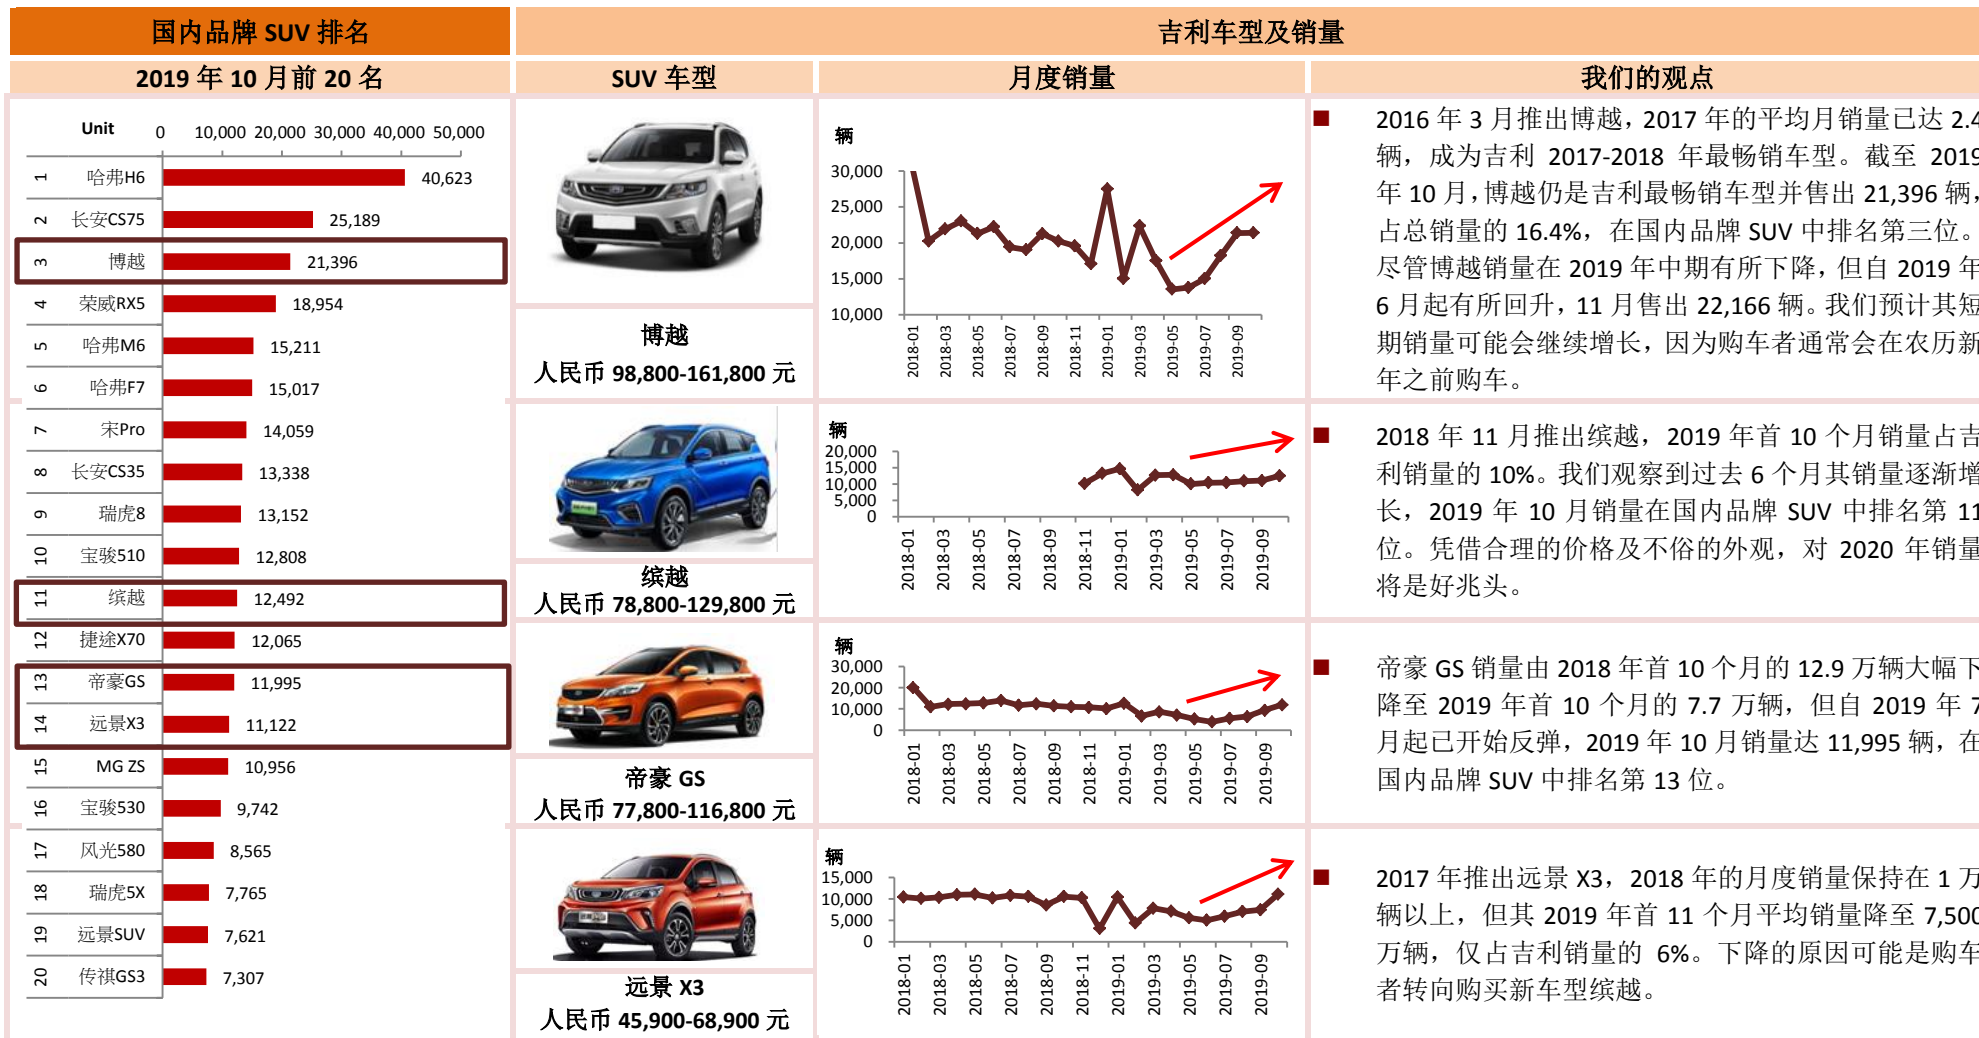 国内品牌 SUV 排名
吉利车型及销量
2019 年 10 月前 20 名
SUV 车型
月度销量
我们的观点
Unit
0 10,000 20,000 30,000 40,000 50,000
1 哈弗H6 40,623
2 长安CS75 25,189
3 博越 21,396
4 荣威RX5 18,954
5 哈弗M6 15,211
6 哈弗F7 15,017
7 宋Pro 14,059
8 长安CS35 13,338
9 瑞虎8 13,152
10 宝骏510 12,808
11 缤越 12,492
12 捷途X70 12,065
13 帝豪GS 11,995
14 远景X3 11,122
15 MG ZS 10,956
16 宝骏530 9,742
17 风光580 8,565
18 瑞虎5X 7,765
19 远景SUV 7,621
20 传祺GS3 7,307
博越
人民币 98,800-161,800 元
辆
30,000
25,000
20,000
15,000
10,000
2018-01 2018-03 2018-05 2018-07 2018-09 2018-11 2019-01 2019-03 2019-05 2019-07 2019-09
■ 2016 年 3 月推出博越，2017 年的平均月销量已达 2.4
辆，成为吉利 2017-2018 年最畅销车型。截至 2019
年 10 月，博越仍是吉利最畅销车型并售出 21,396 辆，
占总销量的 16.4%，在国内品牌 SUV 中排名第三位。
尽管博越销量在 2019 年中期有所下降，但自 2019 年
6 月起有所回升，11 月售出 22,166 辆。我们预计其短
期销量可能会继续增长，因为购车者通常会在农历新
年之前购车。
缤越
人民币 78,800-129,800 元
辆
20,000
15,000
10,000
5,000
0
2018-01 2018-03 2018-05 2018-07 2018-09 2018-11 2019-01 2019-03 2019-05 2019-07 2019-09
■ 2018 年 11 月推出缤越，2019 年首 10 个月销量占吉
利销量的 10%。我们观察到过去 6 个月其销量逐渐增
长，2019 年 10 月销量在国内品牌 SUV 中排名第 11
位。凭借合理的价格及不俗的外观，对 2020 年销量
将是好兆头。
帝豪 GS
人民币 77,800-116,800 元
辆
30,000
20,000
10,000
0
2018-01 2018-03 2018-05 2018-07 2018-09 2018-11 2019-01 2019-03 2019-05 2019-07 2019-09
■ 帝豪 GS 销量由 2018 年首 10 个月的 12.9 万辆大幅下
降至 2019 年首 10 个月的 7.7 万辆，但自 2019 年 7
月起已开始反弹，2019 年 10 月销量达 11,995 辆，在
国内品牌 SUV 中排名第 13 位。
远景 X3
人民币 45,900-68,900 元
辆
15,000
10,000
5,000
0
2018-01 2018-03 2018-05 2018-07 2018-09 2018-11 2019-01 2019-03 2019-05 2019-07 2019-09
■ 2017 年推出远景 X3，2018 年的月度销量保持在 1 万
辆以上，但其 2019 年首 11 个月平均销量降至 7,500
万辆，仅占吉利销量的 6%。下降的原因可能是购车
者转向购买新车型缤越。